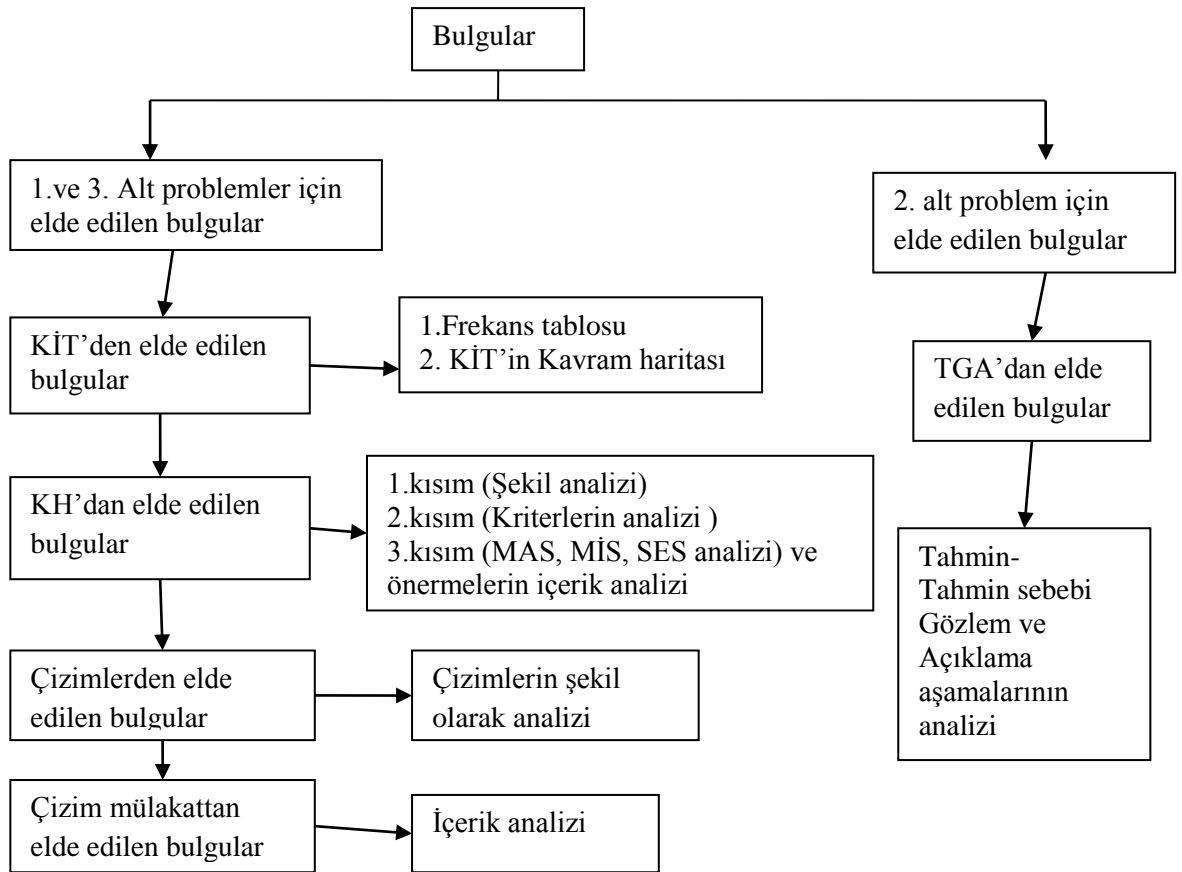 Bulgular
1.ve 3. Alt problemler için
elde edilen bulgular
2. alt problem için
elde edilen bulgular
KİT’den elde edilen
bulgular
1.Frekans tablosu
2. KİT’in Kavram haritası
TGA’dan elde
edilen bulgular
KH’dan elde edilen
bulgular
1.kısım (Şekil analizi)
2.kısım (Kriterlerin analizi )
3.kısım (MAS, MİS, SES analizi) ve
önermelerin içerik analizi
Tahmin-
Tahmin sebebi
Gözlem ve
Açıklama
aşamalarının
analizi
Çizimlerden elde
edilen bulgular
Çizimlerin şekil
olarak analizi
Çizim mülakattan
elde edilen bulgular
İçerik analizi